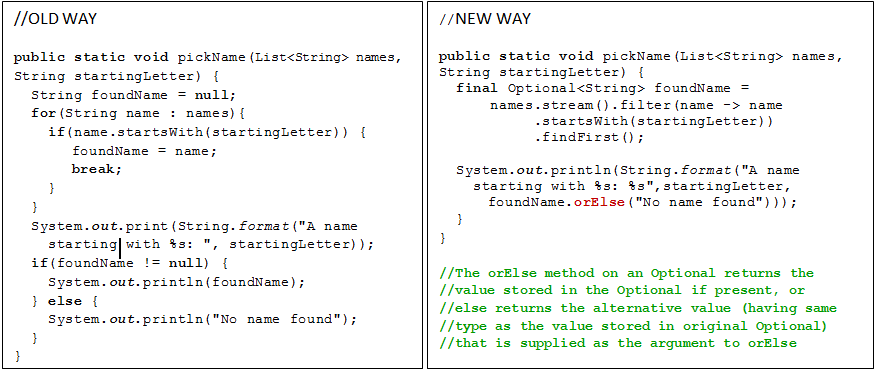 //OLD WAY
public static void pickName(List<String> names,
String startingLetter) {
String foundName = null;
for(String name : names){
if(name.startsWith(startingLetter)) {
foundName = name;
break;
}
}
System.out.print(String.format("A name
starting with %s: ", startingLetter));
if(foundName != null) {
System.out.println(foundName);
} else {
System.out.println("No name found");
}
}
//NEW WAY
public static void pickName(List<String> names,
String startingLetter) {
final Optional<String> foundName =
names.stream().filter(name -> name
.startsWith(startingLetter))
.findFirst();
System.out.println(String.format("A name
starting with %s: %s",startingLetter,
foundName.orElse("No name found")));
}
}
//The orElse method on an Optional returns the
//value stored in the Optional if present, or
//else returns the alternative value (having same
//type as the value stored in original Optional)
//that is supplied as the argument to orElse